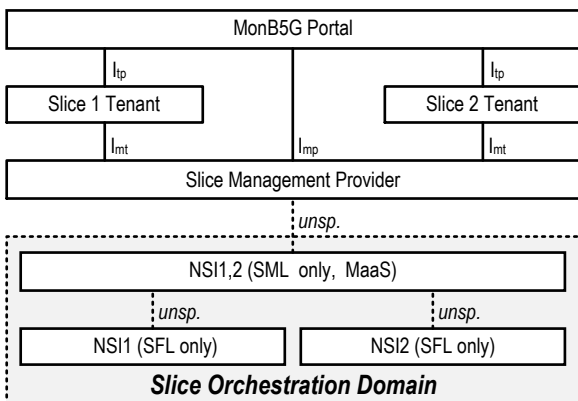 MonB5G Portal
Itp
Itp
Slice 1 Tenant
Slice 2 Tenant
Imt
Imp
Imt
Slice Management Provider
unsp.
NSI1,2 (SML only, MaaS)
unsp.
unsp.
NSI1 (SFL only)
NSI2 (SFL only)
Slice Orchestration Domain